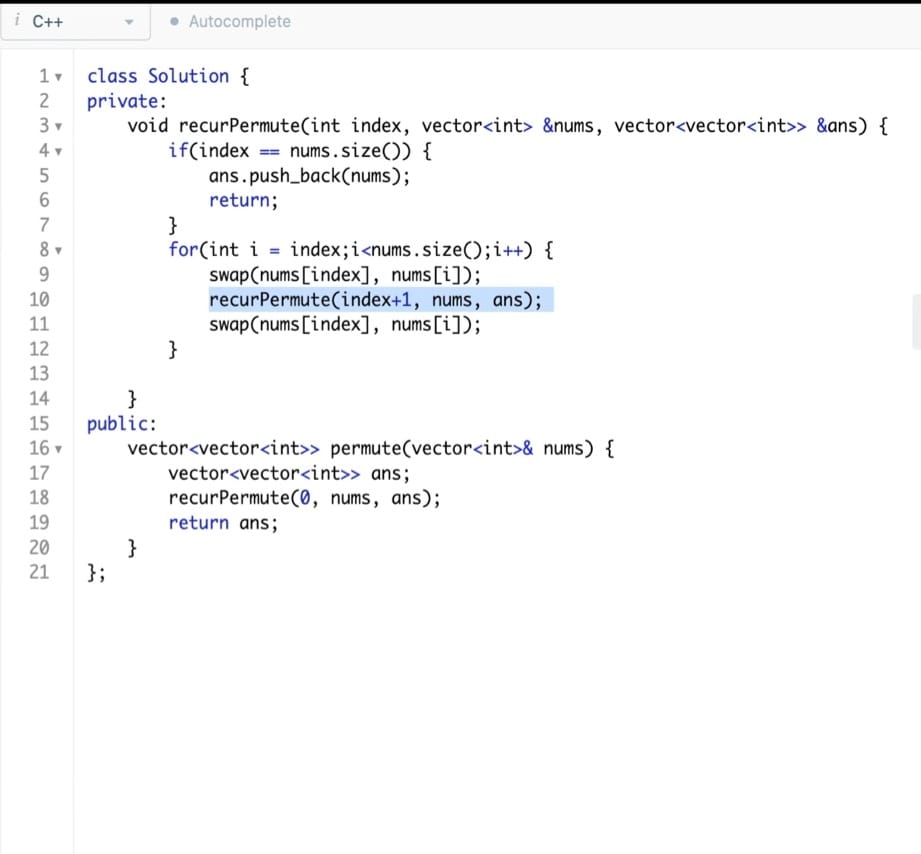 i C++ Autocomplete
1 class Solution {
2 private:
3 void recurPermute(int index, vector<int> &nums, vector<vector<int>> &ans) {
4 if(index == nums.size()) {
5 ans.push_back(nums);
6 return;
7 }
8 for(int i = index;i<nums.size();i++) {
9 swap(nums[index], nums[i]);
10 recurPermute(index+1, nums, ans);
11 swap(nums[index], nums[i]);
12 }
13
14 }
15 public:
16 vector<vector<int>> permute(vector<int>& nums) {
17 vector<vector<int>> ans;
18 recurPermute(0, nums, ans);
19 return ans;
20 }
21 };